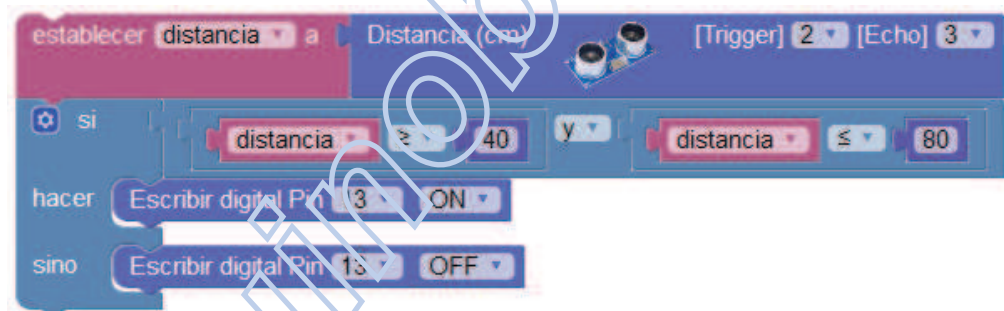 establecer distancia a Distancia (cm) [Trigger] 2 [Echo] 3
si distancia ≥ 40 y distancia ≤ 80
hacer Escribir digital Pin 13 ON
sino Escribir digital Pin 13 OFF